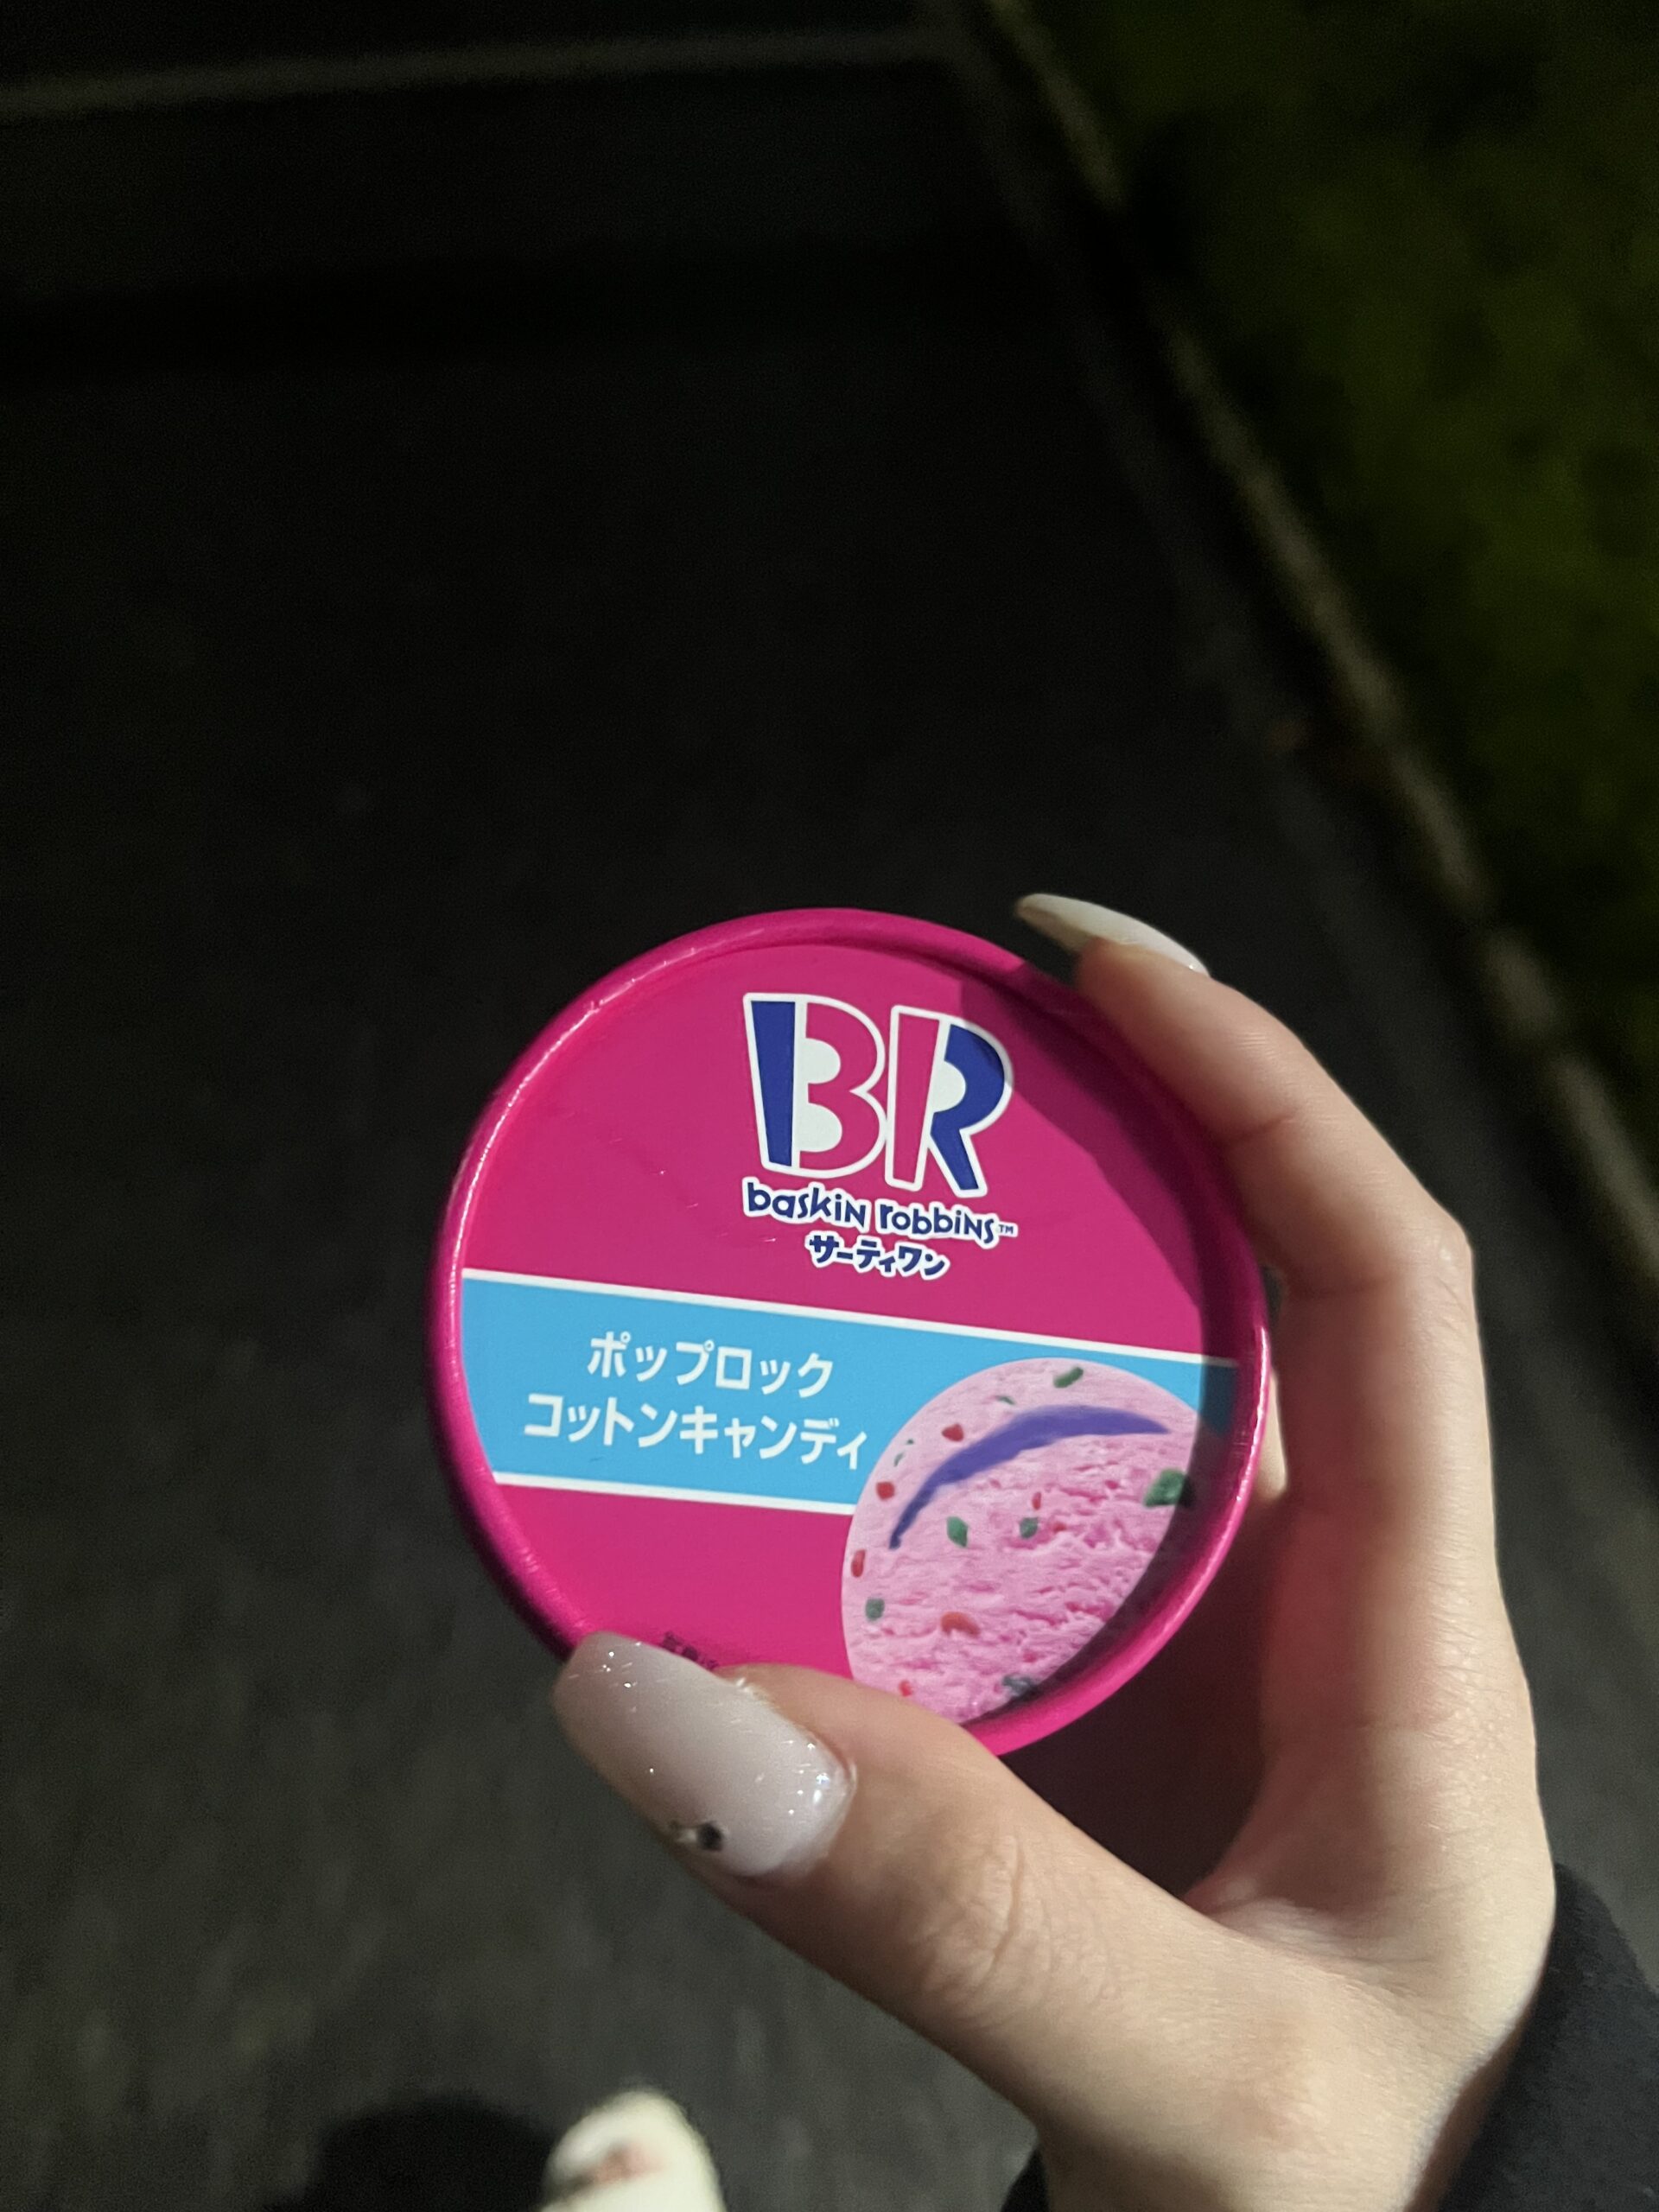 BR
baskin robbins™
サーティワン
ポップロック
コットンキャンディ